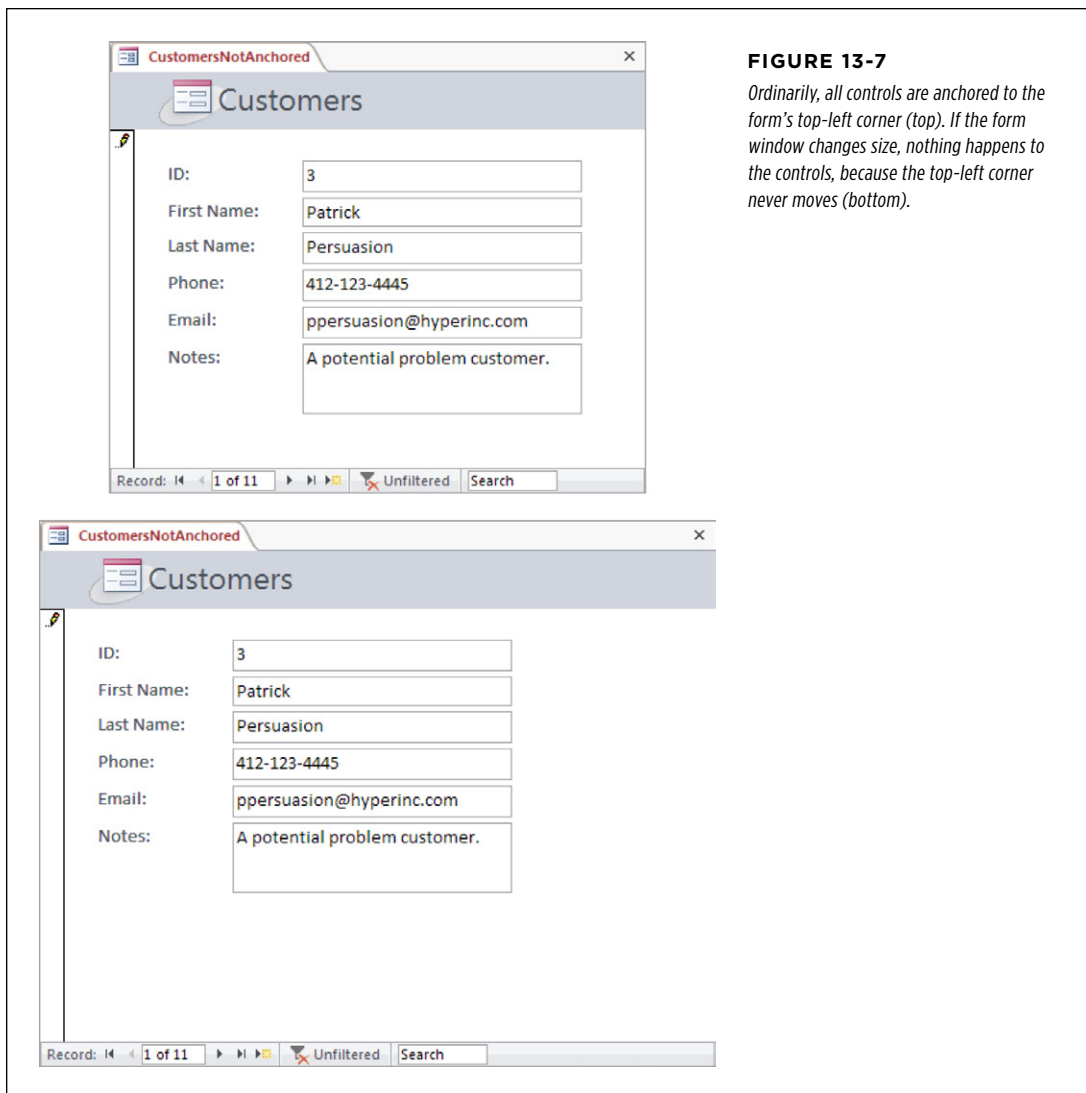 CustomersNotAnchored
Customers
ID: 3
First Name: Patrick
Last Name: Persuasion
Phone: 412-123-4445
Email: ppersuasion@hyperinc.com
Notes: A potential problem customer.
Record: 1 of 11 Unfiltered Search
FIGURE 13-7
Ordinarily, all controls are anchored to the
form's top-left corner (top). If the form
window changes size, nothing happens to
the controls, because the top-left corner
never moves (bottom).
CustomersNotAnchored
Customers
ID: 3
First Name: Patrick
Last Name: Persuasion
Phone: 412-123-4445
Email: ppersuasion@hyperinc.com
Notes: A potential problem customer.
Record: 1 of 11 Unfiltered Search